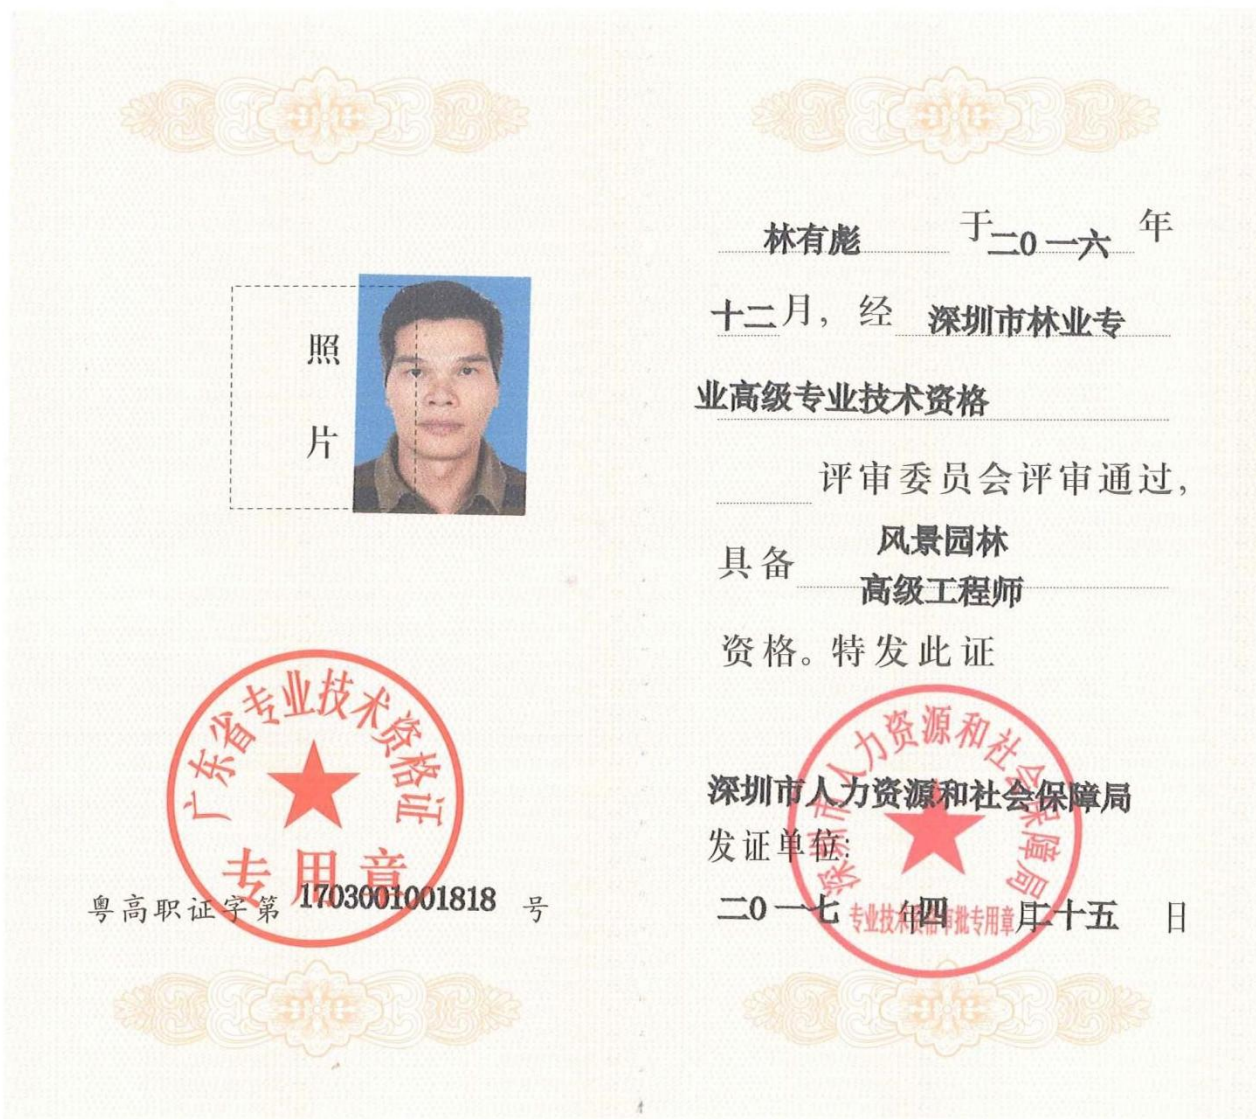 照
片
广东省专业技术资格证
专用章
粤高职证字第 1703001001818 号
林有彪 于二0一六 年
十二月，经 深圳市林业专
业高级专业技术资格
评审委员会评审通过，
具备 风景园林
高级工程师
资格。特发此证
深圳市人力资源和社会保障局
深圳市人力资源和社会保障局
发证单位:
二0一七 年四 月二十五 日
专业技术资格审批专用章